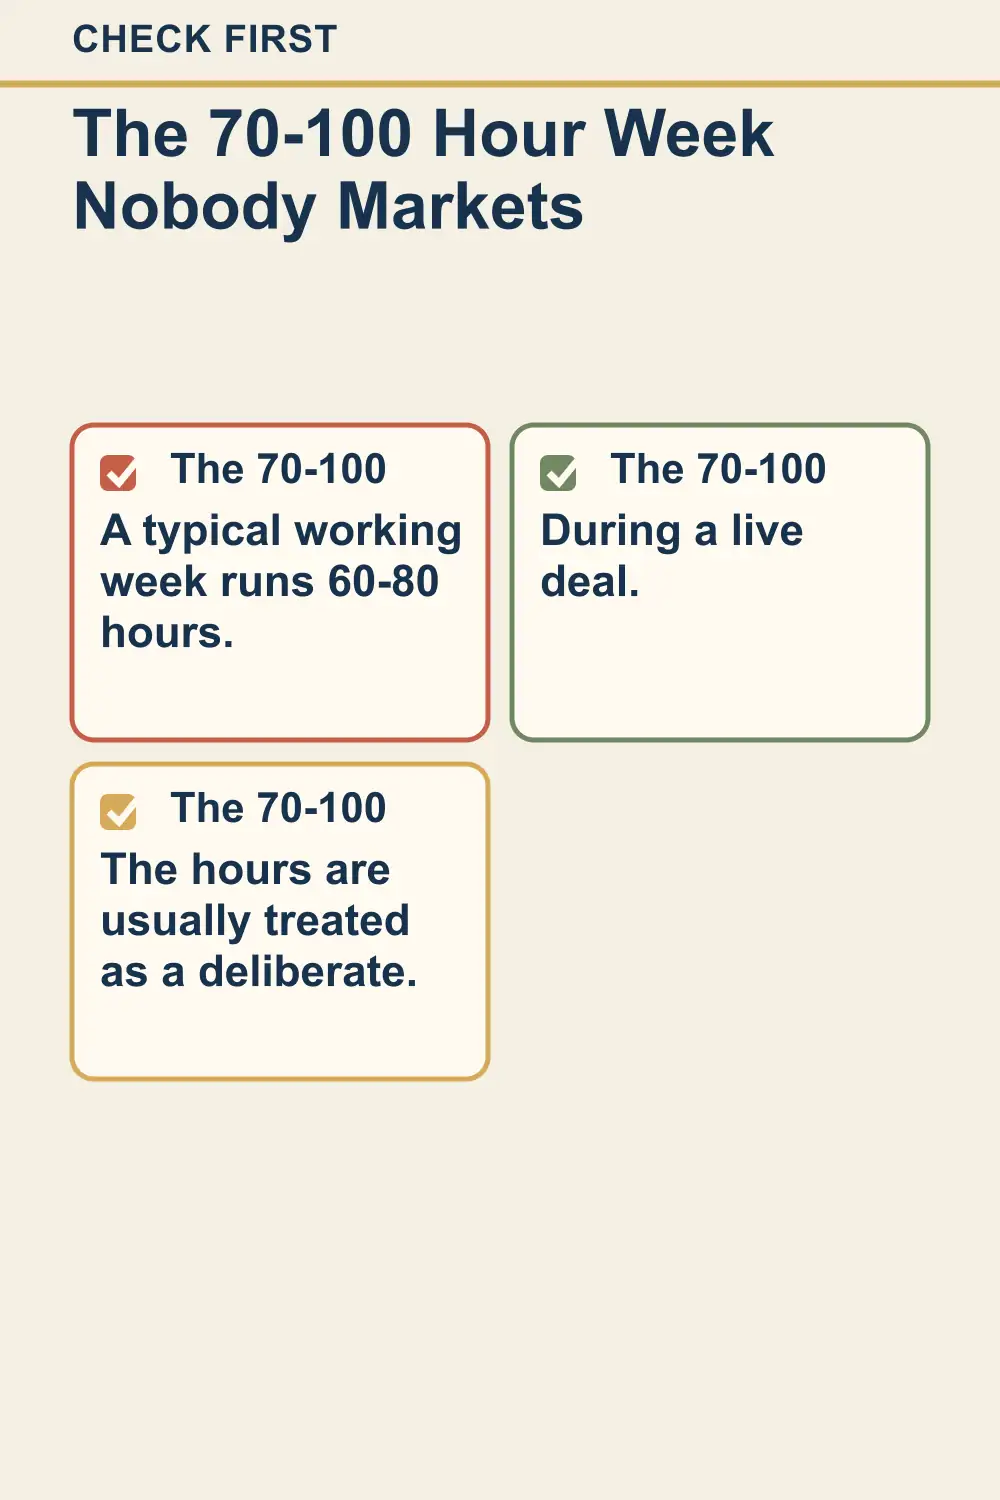 CHECK FIRST
The 70-100 Hour Week
Nobody Markets
The 70-100
A typical working
week runs 60-80
hours.
The 70-100
During a live
deal.
The 70-100
The hours are
usually treated
as a deliberate.